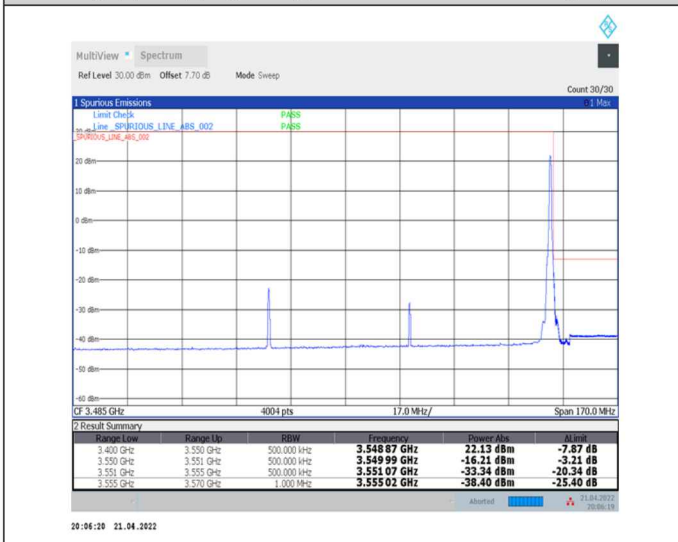 MultiView Spectrum
Ref Level 30.00 dBm Offset 7.70 dB Mode Sweep
Count 30/30
1 Spurious Emissions 1 Max
Limit Check PASS
Line _SPURIOUS_LINE_ABS_002 PASS
_SPURIOUS_LINE_ABS_002
20 dBm
10 dBm
0 dBm
-10 dBm
-20 dBm
-30 dBm
-40 dBm
-50 dBm
-60 dBm
CF 3.485 GHz 4004 pts 17.0 MHz/ Span 170.0 MHz
2 Result Summary
Range Low Range Up RBW Frequency Power Abs ΔLimit
3.400 GHz 3.550 GHz 500.000 kHz 3.548 87 GHz 22.13 dBm -7.87 dB
3.550 GHz 3.551 GHz 500.000 kHz 3.549 99 GHz -16.21 dBm -3.21 dB
3.551 GHz 3.555 GHz 500.000 kHz 3.551 07 GHz -33.34 dBm -20.34 dB
3.555 GHz 3.570 GHz 1.000 MHz 3.555 02 GHz -38.40 dBm -25.40 dB
Aborted 21.04.2022
20:06:19
20:06:20 21.04.2022